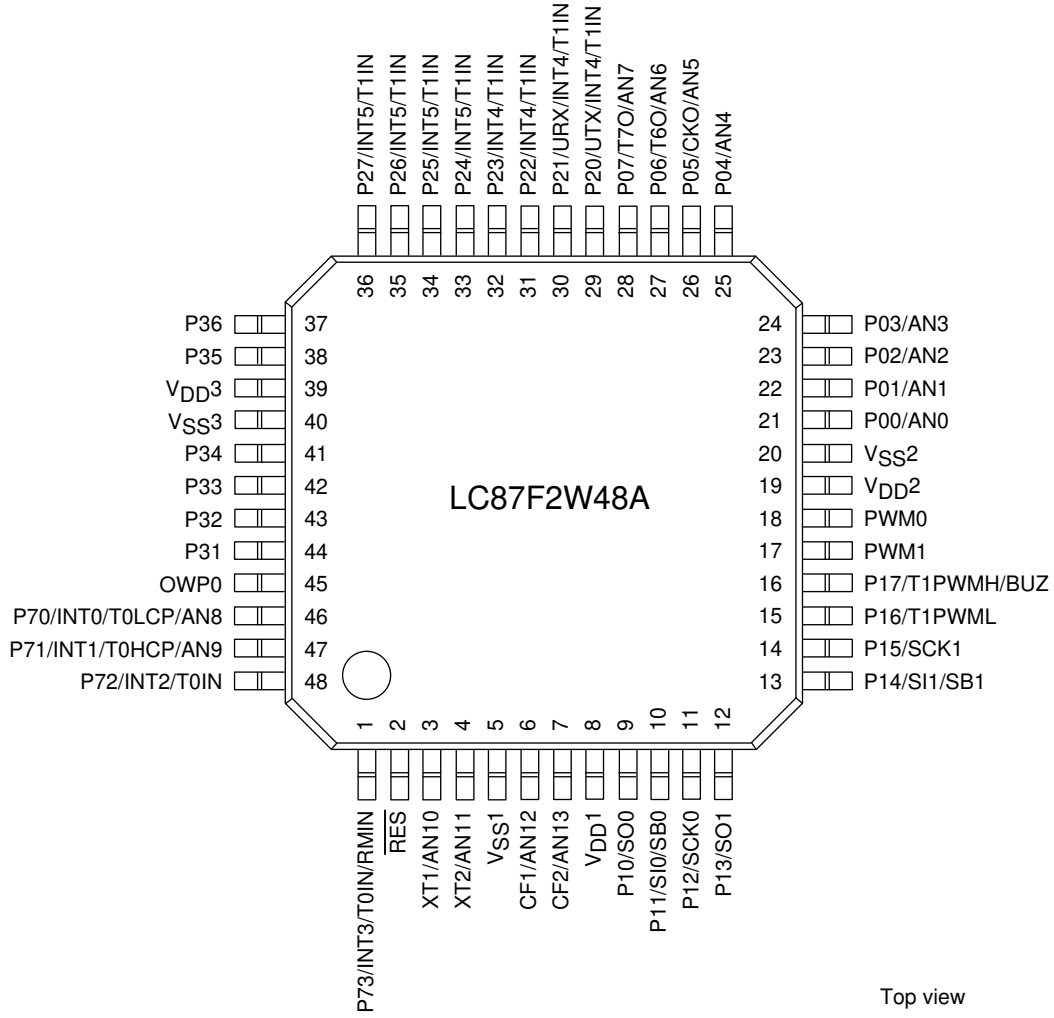 P27/INT5/T1IN
P26/INT5/T1IN
P25/INT5/T1IN
P24/INT5/T1IN
P23/INT4/T1IN
P22/INT4/T1IN
P21/URX/INT4/T1IN
P20/UTX/INT4/T1IN
P07/T7O/AN7
P06/T6O/AN6
P05/CKO/AN5
P04/AN4
36
35
34
33
32
31
30
29
28
27
26
25
P36 37
P35 38
VDD3 39
VSS3 40
P34 41
P33 42
P32 43
P31 44
OWP0 45
P70/INT0/T0LCP/AN8 46
P71/INT1/T0HCP/AN9 47
P72/INT2/T0IN 48
LC87F2W48A
24 P03/AN3
23 P02/AN2
22 P01/AN1
21 P00/AN0
20 VSS2
19 VDD2
18 PWM0
17 PWM1
16 P17/T1PWMH/BUZ
15 P16/T1PWML
14 P15/SCK1
13 P14/SI1/SB1
1
2
3
4
5
6
7
8
9
10
11
12
P73/INT3/T0IN/RMIN
RES
XT1/AN10
XT2/AN11
VSS1
CF1/AN12
CF2/AN13
VDD1
P10/SO0
P11/SI0/SB0
P12/SCK0
P13/SO1
Top view